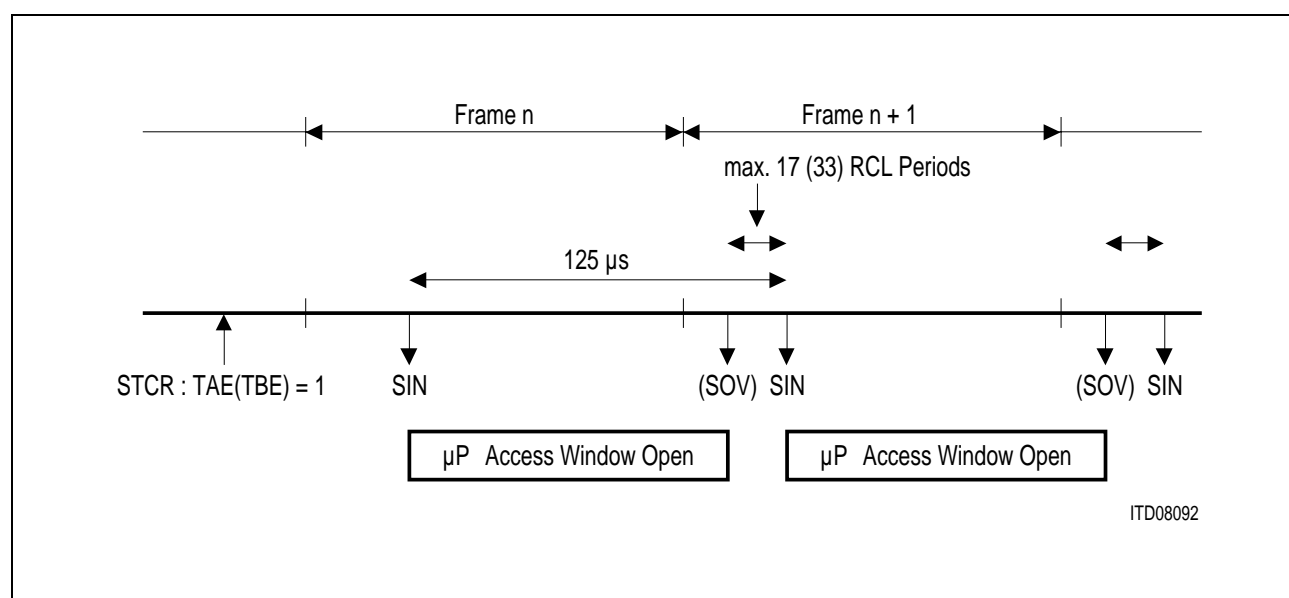 Frame n
Frame n + 1
max. 17 (33) RCL Periods
125 µs
STCR : TAE(TBE) = 1
SIN
(SOV)
SIN
(SOV)
SIN
µP Access Window Open
µP Access Window Open
ITD08092